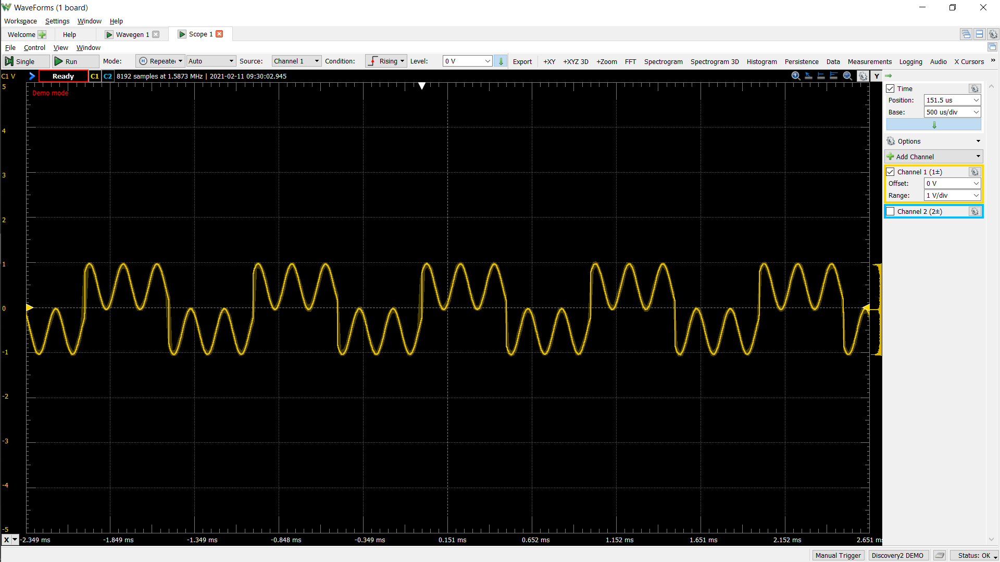 WaveForms (1 board)
Workspace Settings Window Help
Welcome Help Wavegen 1 Scope 1
File Control View Window
Single Run Mode: Repeated Auto Source: Channel 1 Condition: Rising Level: 0 V Export +XY +XYZ 3D +Zoom FFT Spectrogram Spectrogram 3D Histogram Persistence Data Measurements Logging Audio X Cursors »
C1 V Ready C1 C2 8192 samples at 1.5873 MHz | 2021-02-11 09:30:02.945 Y
Demo mode
5
4
3
2
1
0
-1
-2
-3
-4
-5
X -2.349 ms -1.849 ms -1.349 ms -0.848 ms -0.349 ms 0.151 ms 0.652 ms 1.152 ms 1.651 ms 2.152 ms 2.651 ms
Time
Position: 151.5 us
Base: 500 us/div
Options
Add Channel
Channel 1 (1±)
Offset: 0 V
Range: 1 V/div
Channel 2 (2±)
Manual Trigger Discovery2 DEMO Status: OK